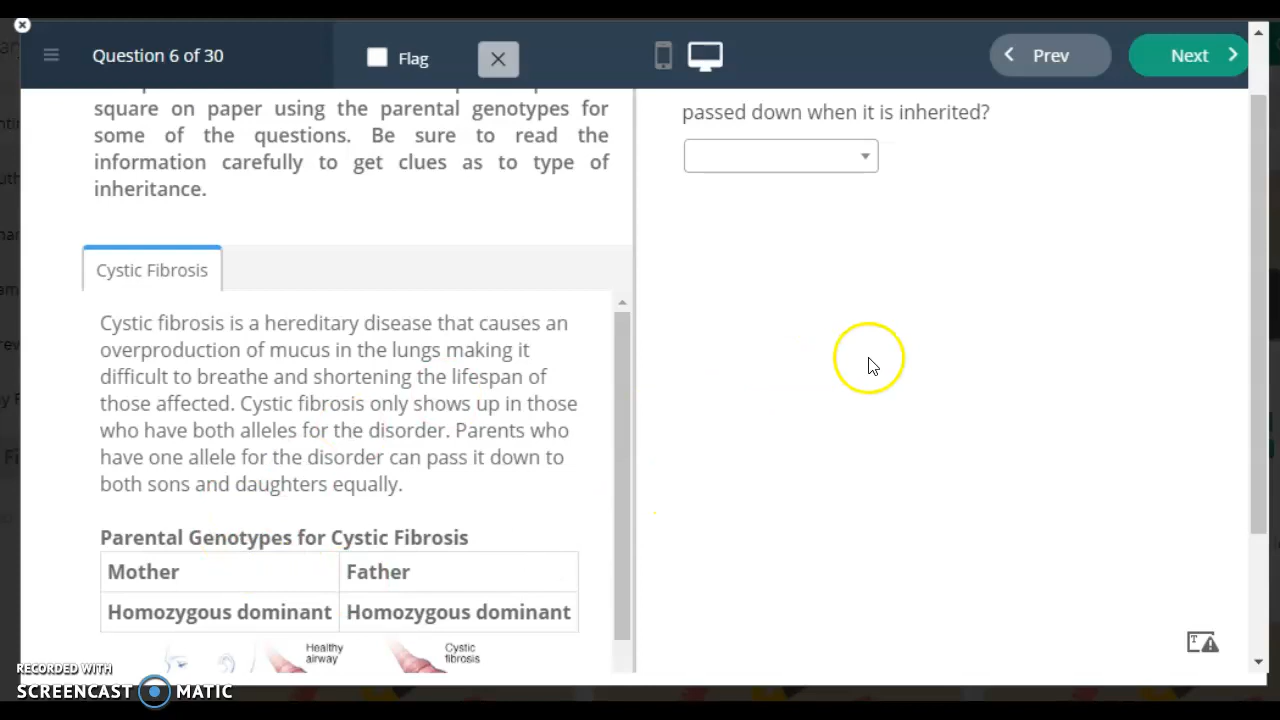 Question 6 of 30
Flag
Prev
Next
square on paper using the parental genotypes for
some of the questions. Be sure to read the
information carefully to get clues as to type of
inheritance.
Cystic Fibrosis
Cystic fibrosis is a hereditary disease that causes an
overproduction of mucus in the lungs making it
difficult to breathe and shortening the lifespan of
those affected. Cystic fibrosis only shows up in those
who have both alleles for the disorder. Parents who
have one allele for the disorder can pass it down to
both sons and daughters equally.
Parental Genotypes for Cystic Fibrosis
Mother Father
Homozygous dominant Homozygous dominant
Healthy airway
Cystic fibrosis
passed down when it is inherited?
RECORDED WITH
SCREENCAST MATIC